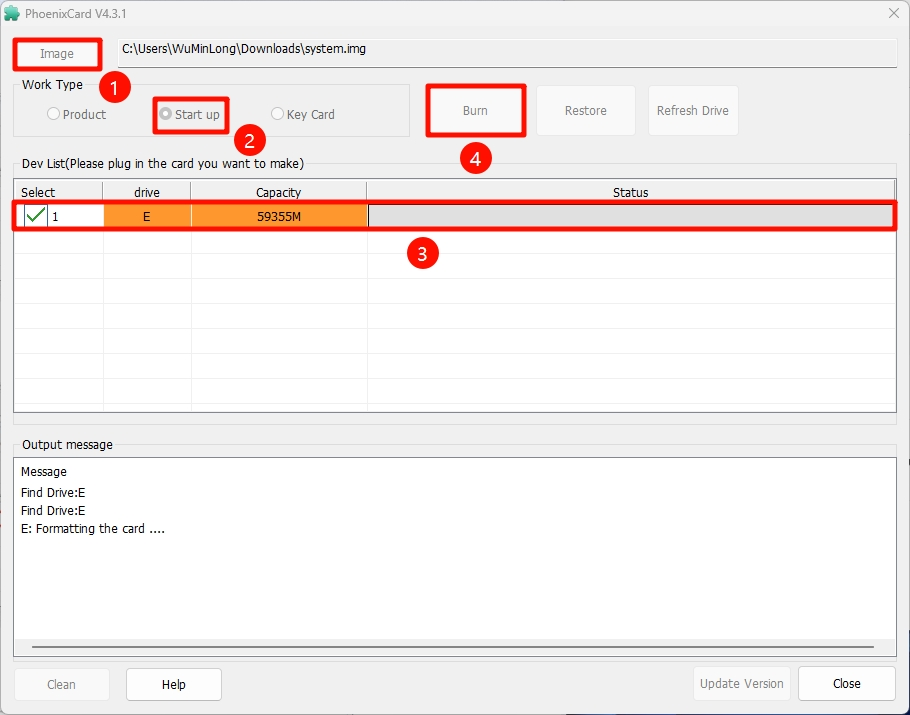 PhoenixCard V4.3.1
Image
C:\Users\WuMinLong\Downloads\system.img
1
Work Type
Product
Start up
Key Card
2
Burn
4
Restore
Refresh Drive
Dev List(Please plug in the card you want to make)
Select drive Capacity Status
1 E 59355M
3
Output message
Message
Find Drive:E
Find Drive:E
E: Formatting the card ....
Clean
Help
Update Version
Close